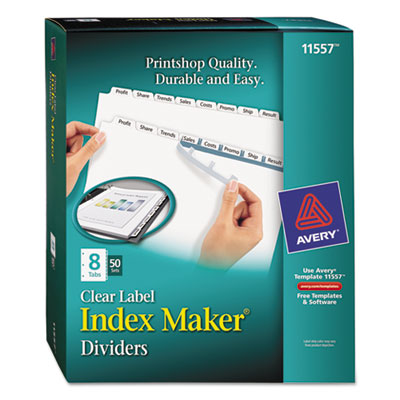 Printshop Quality.
Durable and Easy.
11557™
Profit Share Trends Sales Costs Promo Ship Result
Profit Share Trends Sales Costs Promo Ship Result
AVERY®
8
Tabs
50
Sets
Use Avery®
Template 11557™
avery.com/templates
Free Templates
& Software
Clear Label
Index Maker®
Dividers